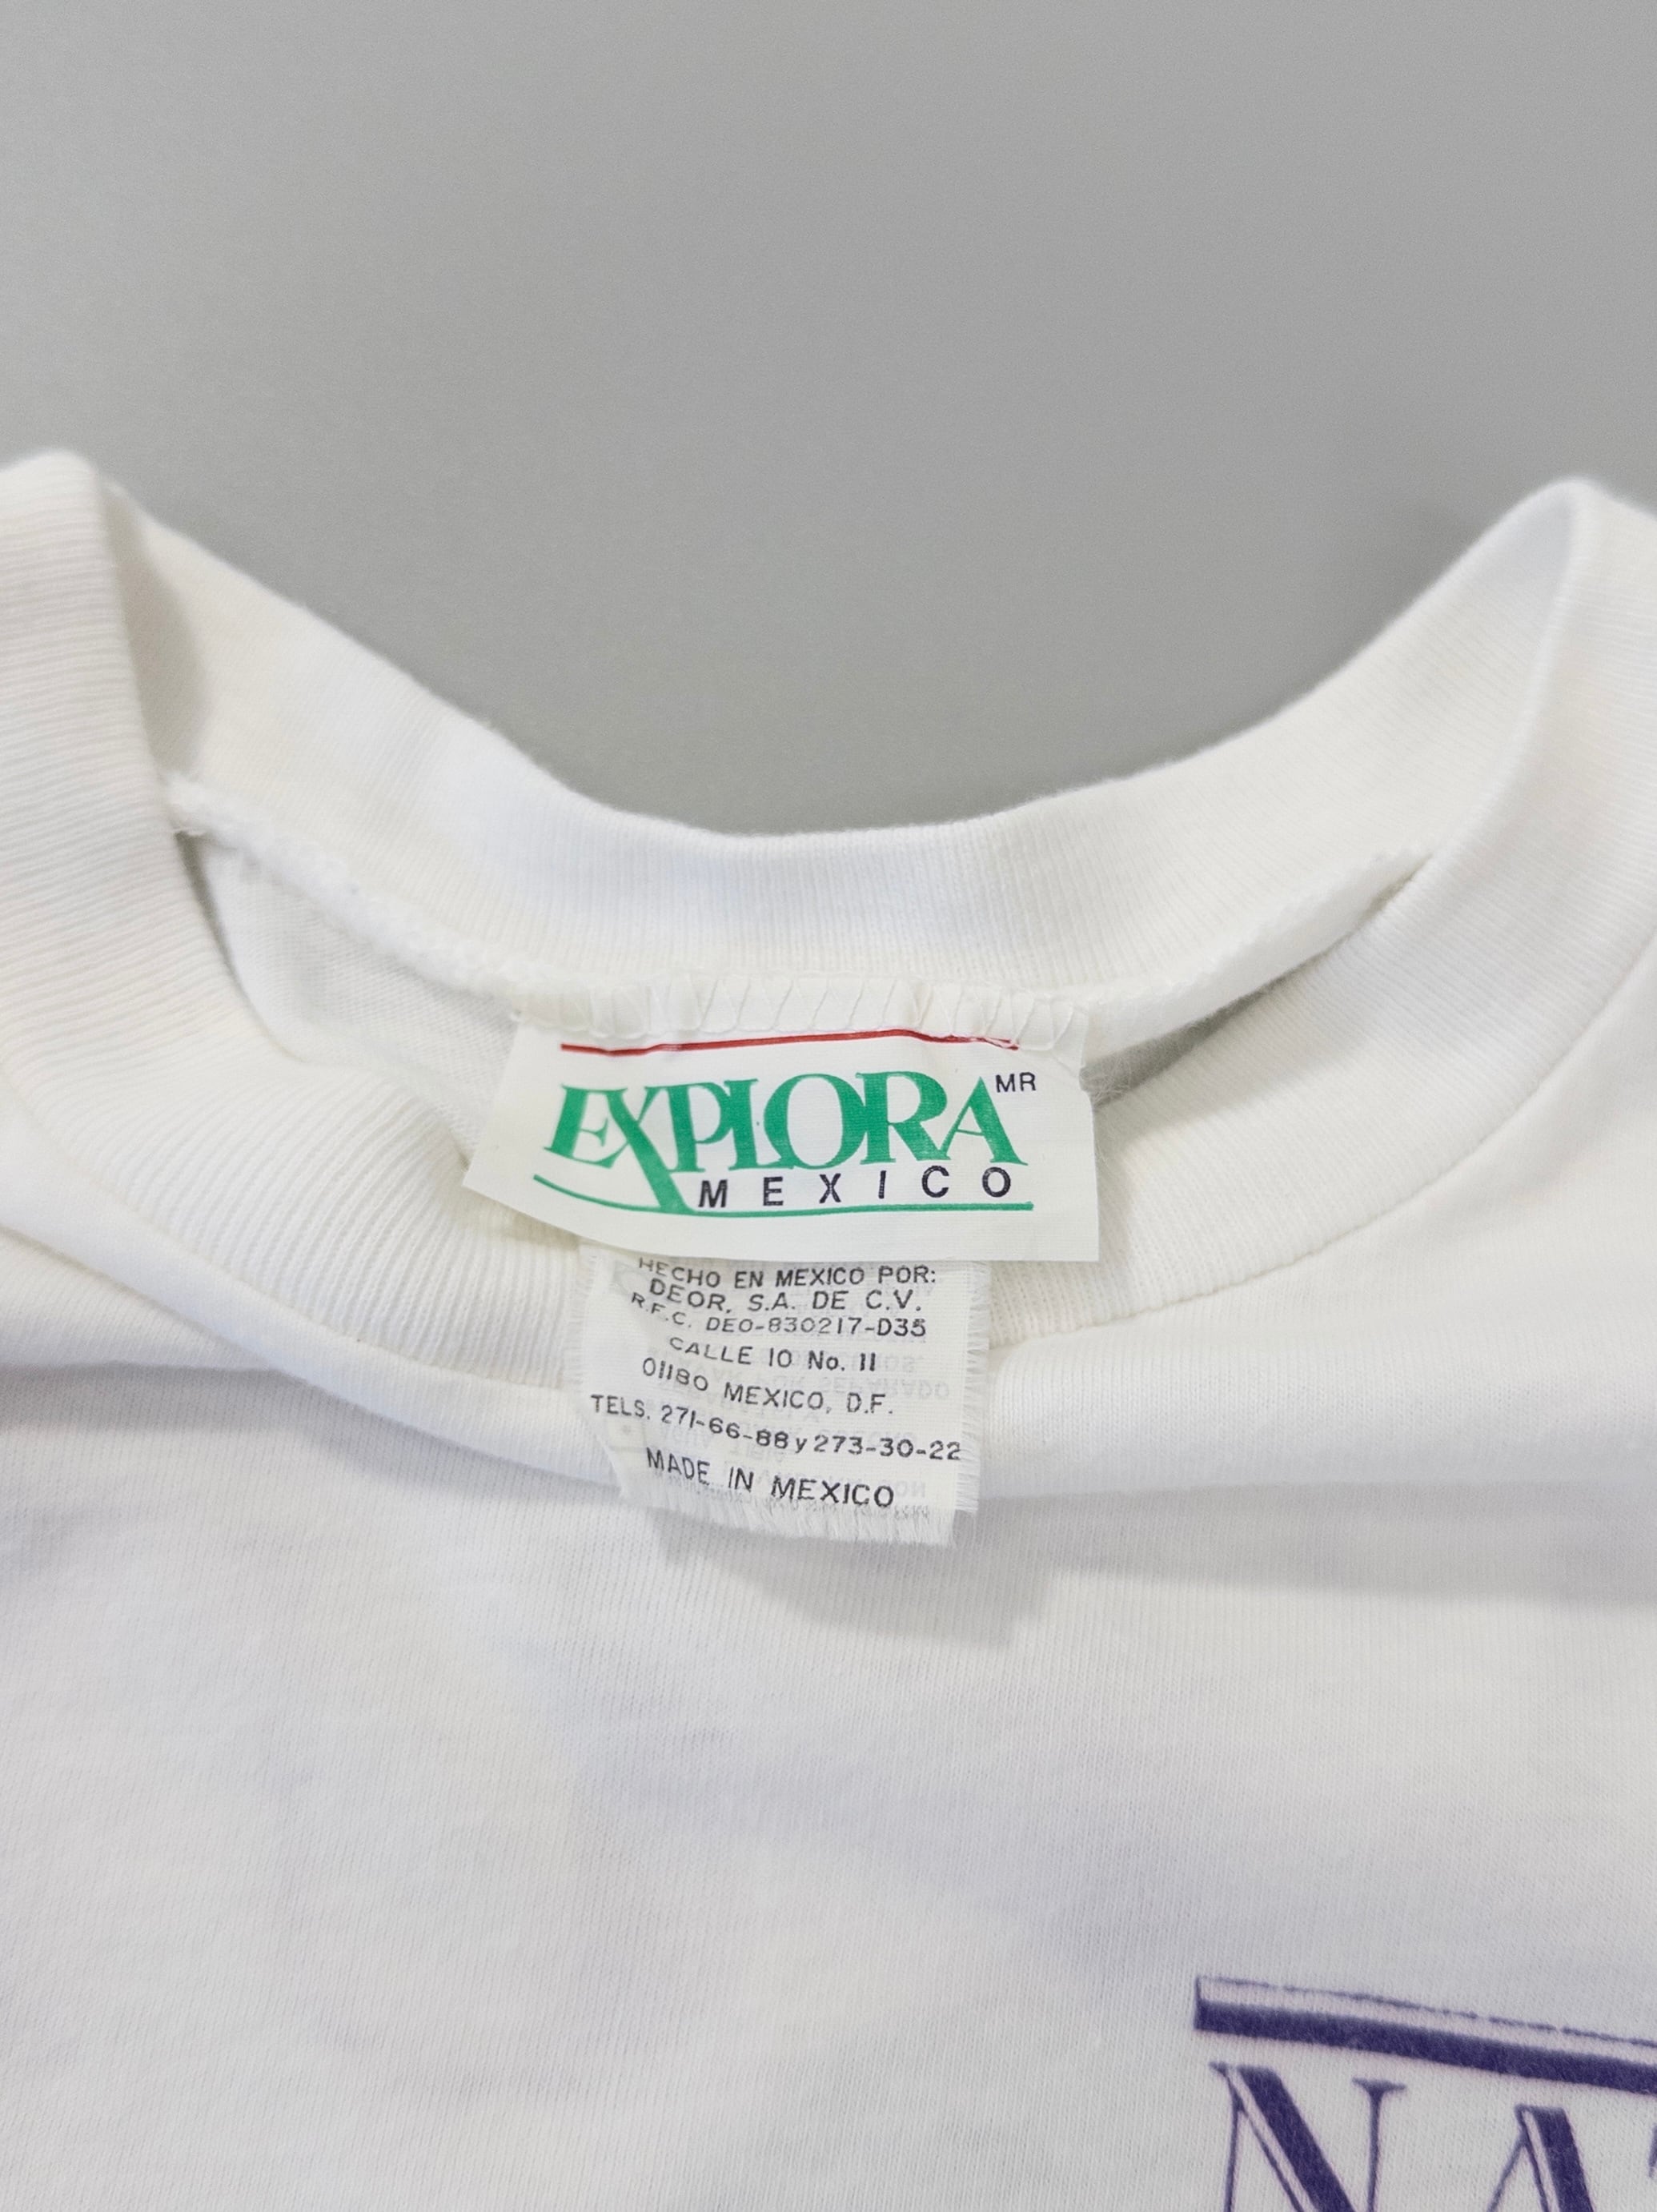 EXPLORA MR
MEXICO
HECHO EN MEXICO POR:
DEOR, S.A. DE C.V.
R.F.C. DEO-830217-D35
CALLE 10 No. 11
01180 MEXICO, D.F.
TELS. 271-66-88 y 273-30-22
MADE IN MEXICO